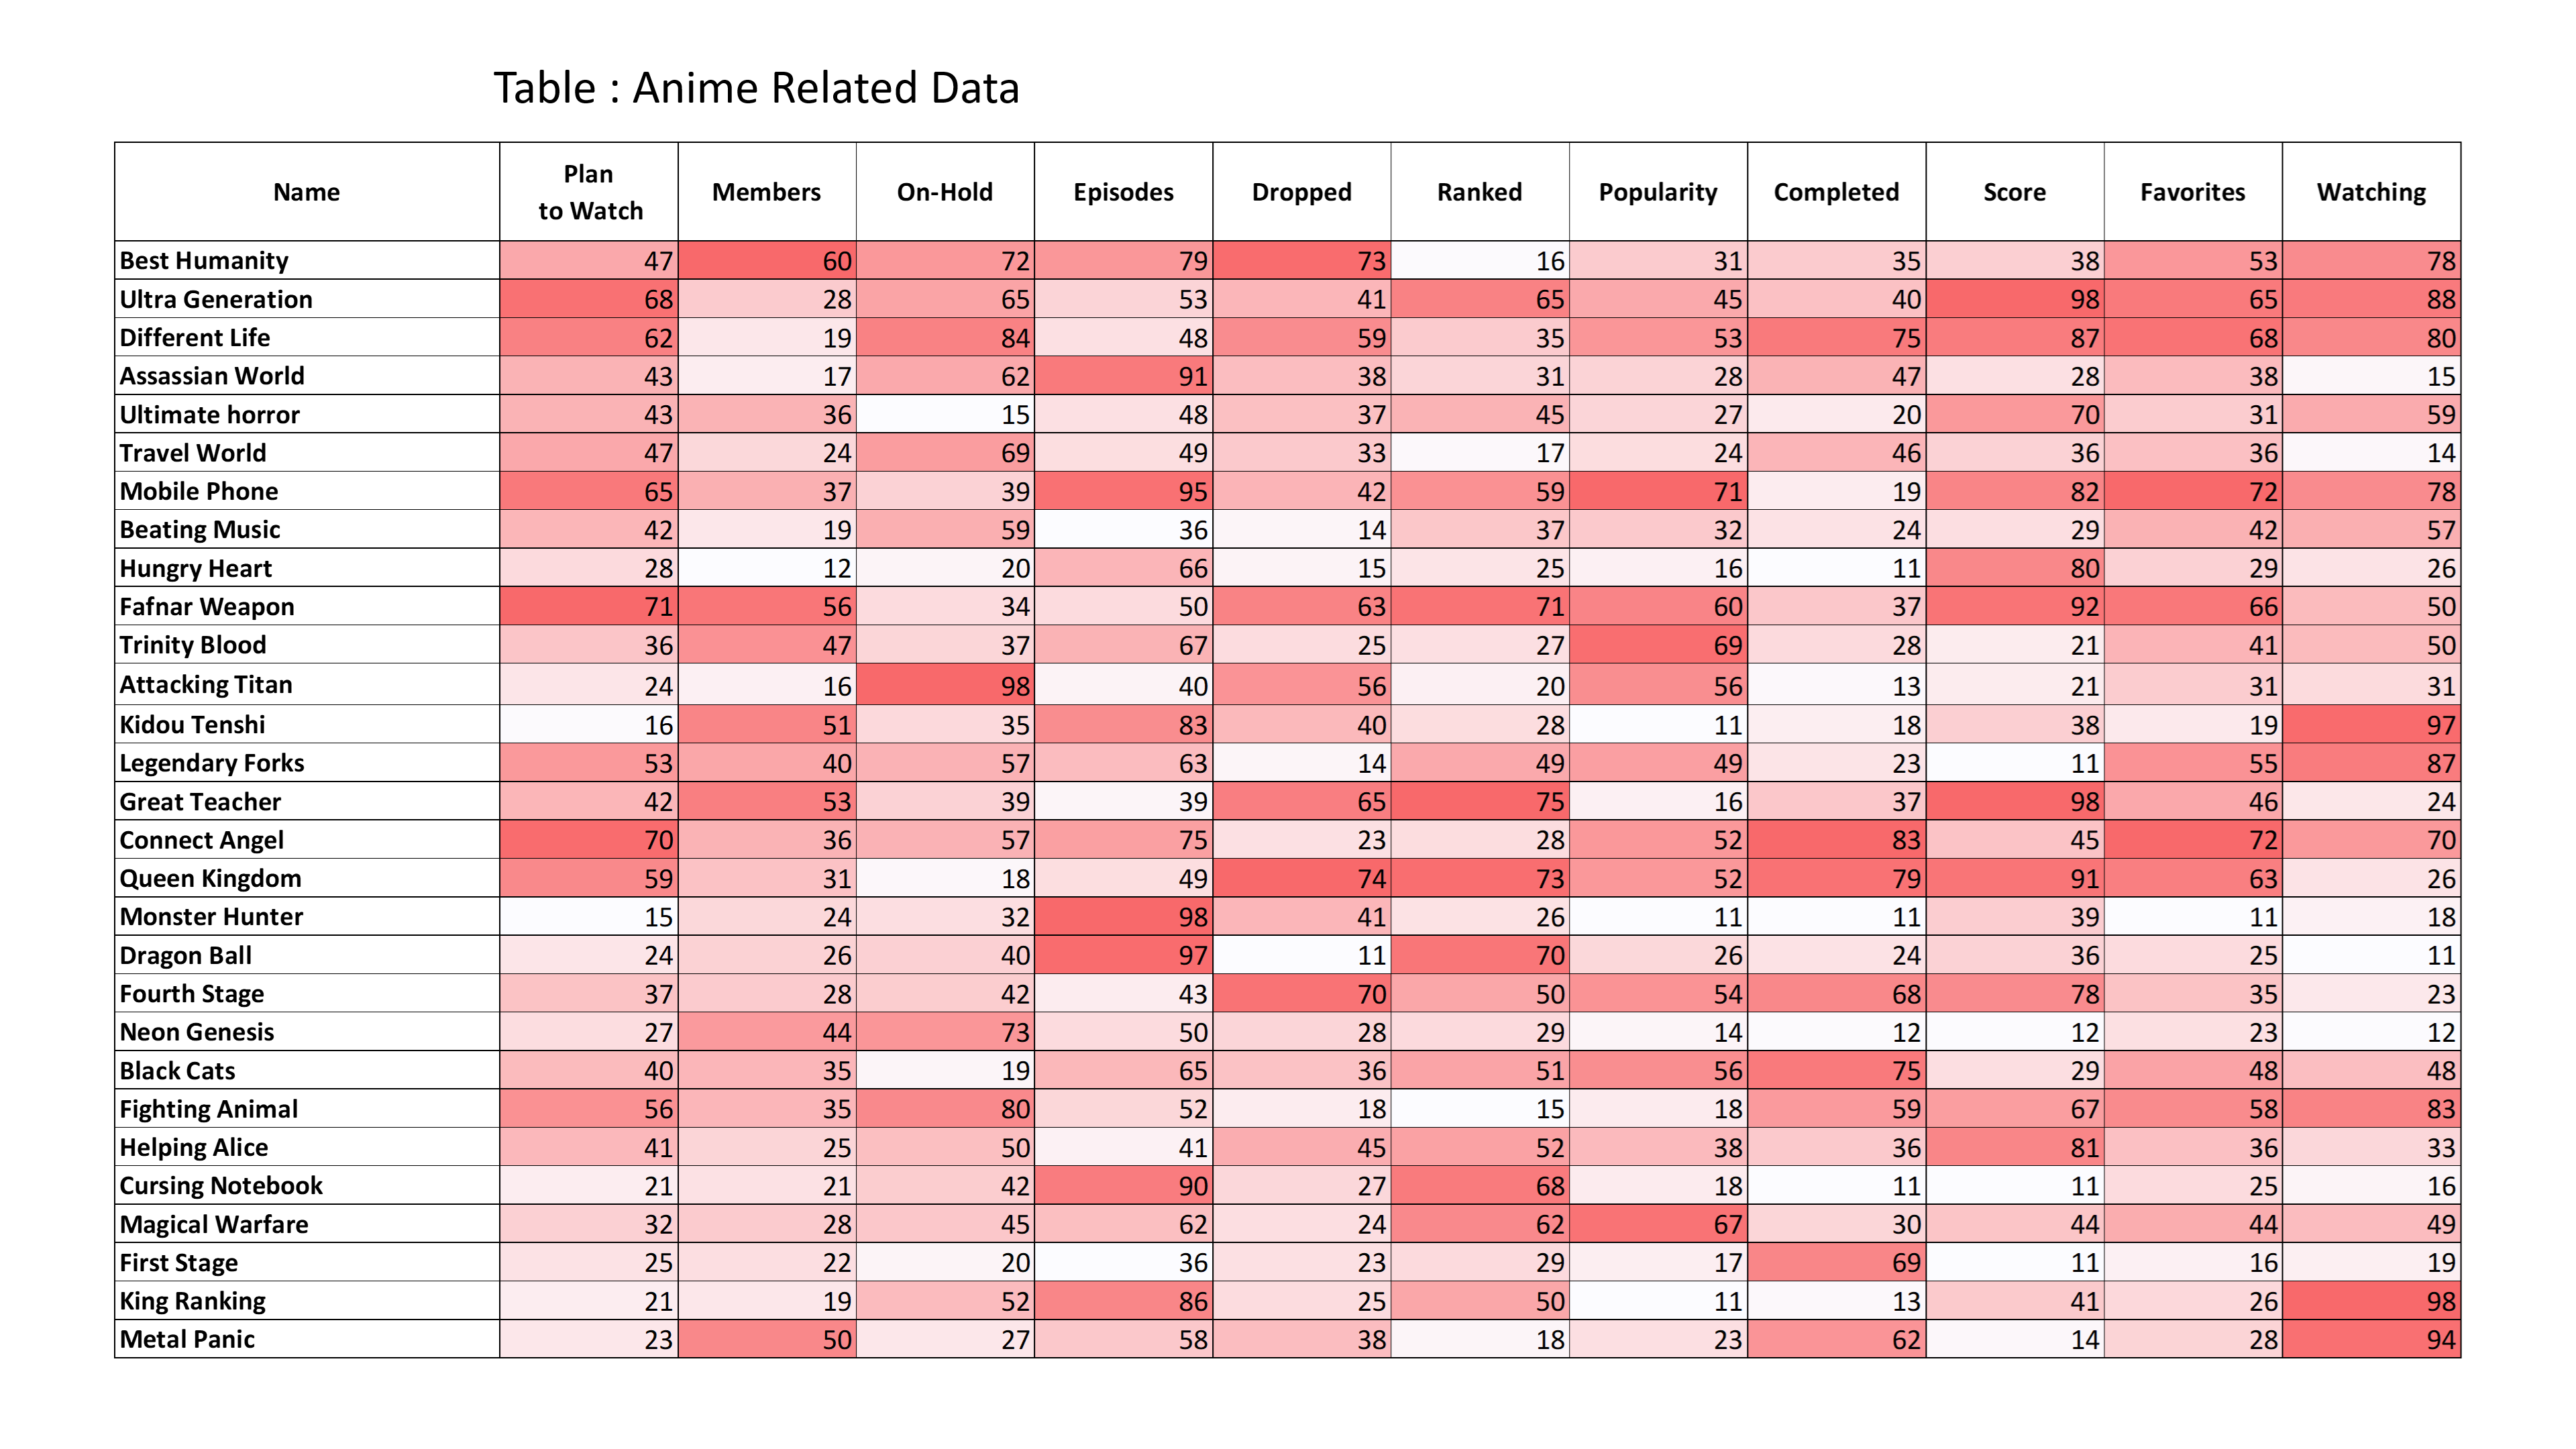 Table : Anime Related Data
Name Plan to Watch Members On-Hold Episodes Dropped Ranked Popularity Completed Score Favorites Watching
Best Humanity 47 60 72 79 73 16 31 35 38 53 78
Ultra Generation 68 28 65 53 41 65 45 40 98 65 88
Different Life 62 19 84 48 59 35 53 75 87 68 80
Assassian World 43 17 62 91 38 31 28 47 28 38 15
Ultimate horror 43 36 15 48 37 45 27 20 70 31 59
Travel World 47 24 69 49 33 17 24 46 36 36 14
Mobile Phone 65 37 39 95 42 59 71 19 82 72 78
Beating Music 42 19 59 36 14 37 32 24 29 42 57
Hungry Heart 28 12 20 66 15 25 16 11 80 29 26
Fafnar Weapon 71 56 34 50 63 71 60 37 92 66 50
Trinity Blood 36 47 37 67 25 27 69 28 21 41 50
Attacking Titan 24 16 98 40 56 20 56 13 21 31 31
Kidou Tenshi 16 51 35 83 40 28 11 18 38 19 97
Legendary Forks 53 40 57 63 14 49 49 23 11 55 87
Great Teacher 42 53 39 39 65 75 16 37 98 46 24
Connect Angel 70 36 57 75 23 28 52 83 45 72 70
Queen Kingdom 59 31 18 49 74 73 52 79 91 63 26
Monster Hunter 15 24 32 98 41 26 11 11 39 11 18
Dragon Ball 24 26 40 97 11 70 26 24 36 25 11
Fourth Stage 37 28 42 43 70 50 54 68 78 35 23
Neon Genesis 27 44 73 50 28 29 14 12 12 23 12
Black Cats 40 35 19 65 36 51 56 75 29 48 48
Fighting Animal 56 35 80 52 18 15 18 59 67 58 83
Helping Alice 41 25 50 41 45 52 38 36 81 36 33
Cursing Notebook 21 21 42 90 27 68 18 11 11 25 16
Magical Warfare 32 28 45 62 24 62 67 30 44 44 49
First Stage 25 22 20 36 23 29 17 69 11 16 19
King Ranking 21 19 52 86 25 50 11 13 41 26 98
Metal Panic 23 50 27 58 38 18 23 62 14 28 94